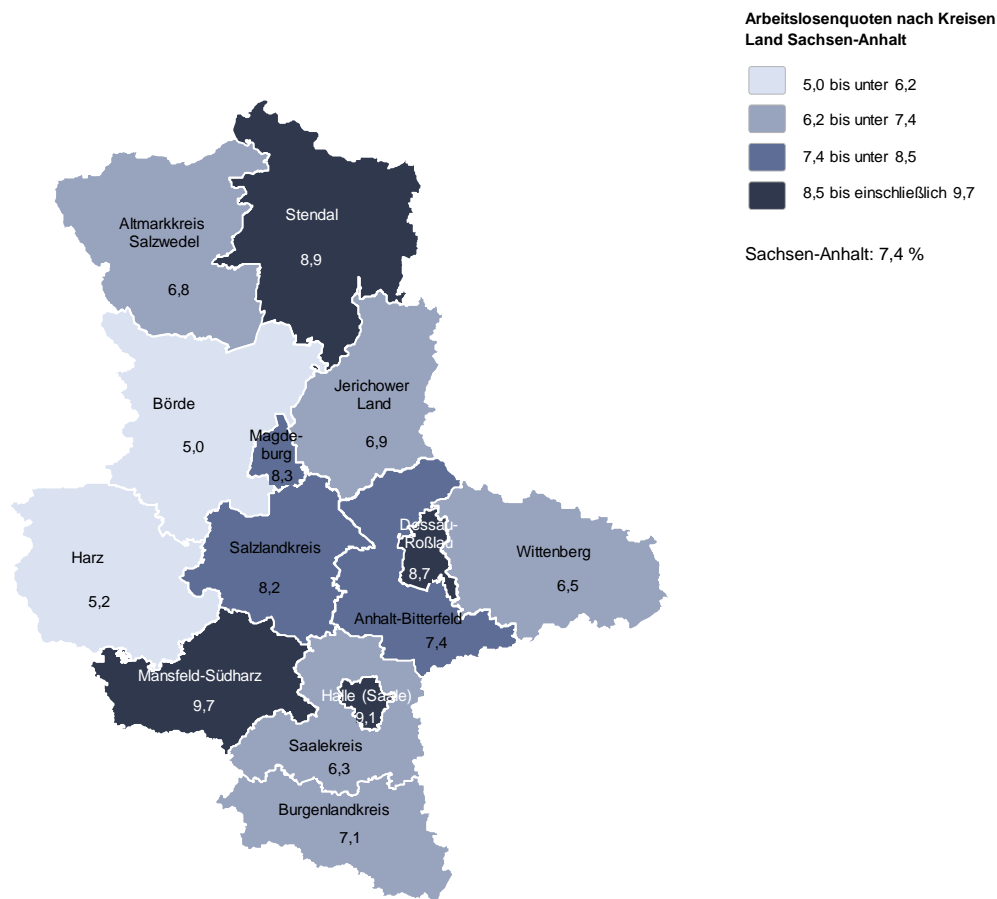 Arbeitslosenquoten nach Kreisen
Land Sachsen-Anhalt
5,0 bis unter 6,2
6,2 bis unter 7,4
7,4 bis unter 8,5
8,5 bis einschließlich 9,7
Sachsen-Anhalt: 7,4 %
Stendal
8,9
Altmarkkreis
Salzwedel
6,8
Jerichower
Land
6,9
Börde
5,0
Magde-
burg
8,3
Dessau-
Roßlau
8,7
Wittenberg
6,5
Harz
5,2
Salzlandkreis
8,2
Anhalt-Bitterfeld
7,4
Mansfeld-Südharz
9,7
Halle (Saale)
9,1
Saalekreis
6,3
Burgenlandkreis
7,1